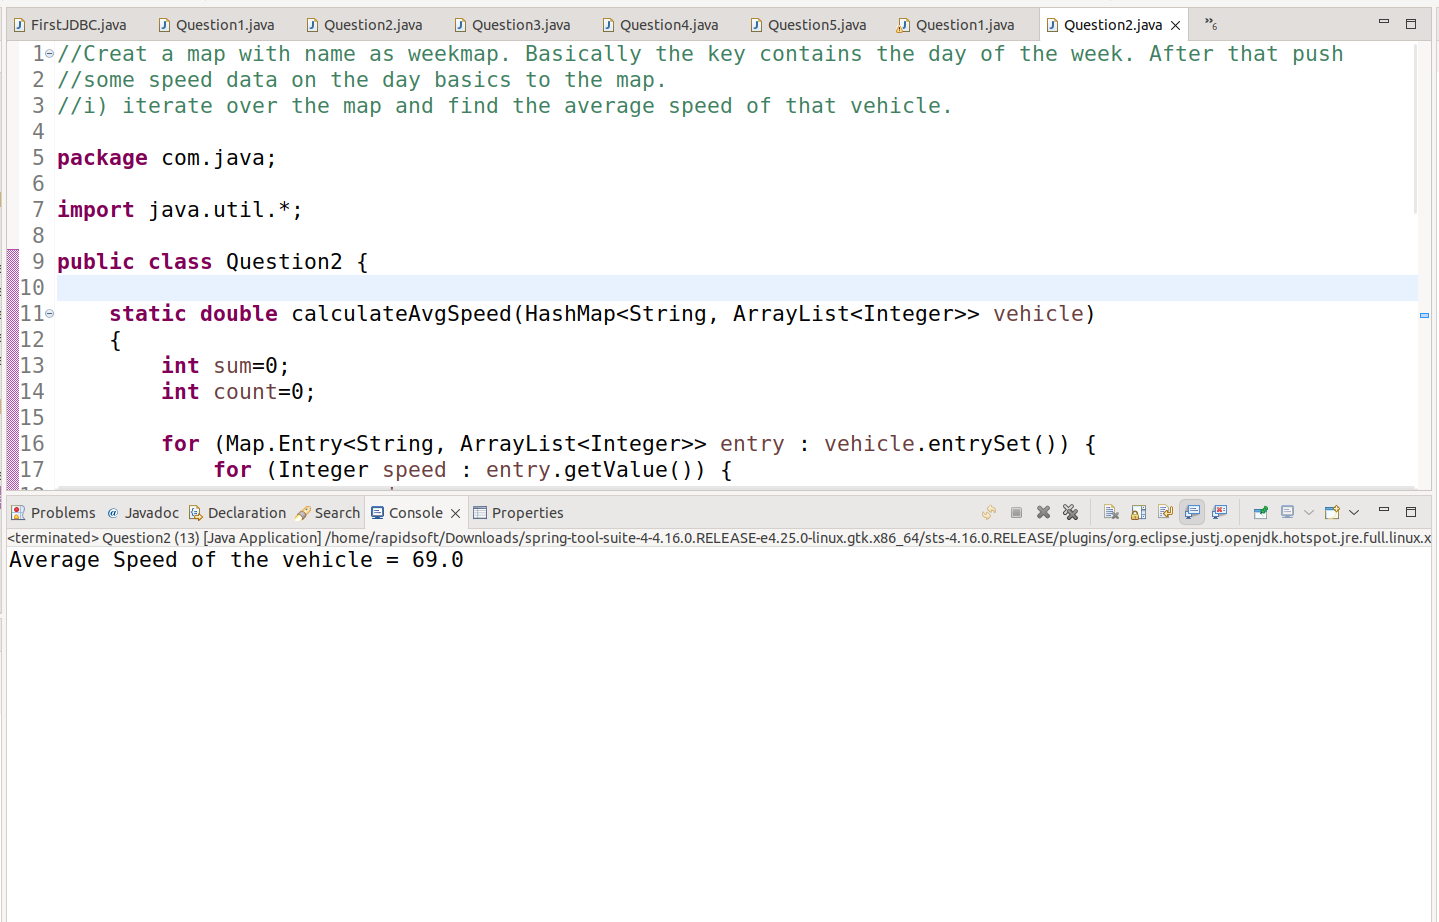 FirstJDBC.java Question1.java Question2.java Question3.java Question4.java Question5.java Question1.java Question2.java »6
1 //Creat a map with name as weekmap. Basically the key contains the day of the week. After that push
2 //some speed data on the day basics to the map.
3 //i) iterate over the map and find the average speed of that vehicle.
4
5 package com.java;
6
7 import java.util.*;
8
9 public class Question2 {
10
11 static double calculateAvgSpeed(HashMap<String, ArrayList<Integer>> vehicle)
12 {
13 int sum=0;
14 int count=0;
15
16 for (Map.Entry<String, ArrayList<Integer>> entry : vehicle.entrySet()) {
17 for (Integer speed : entry.getValue()) {
Problems @ Javadoc Declaration Search Console Properties
<terminated> Question2 (13) [Java Application] /home/rapidsoft/Downloads/spring-tool-suite-4-4.16.0.RELEASE-e4.25.0-linux.gtk.x86_64/sts-4.16.0.RELEASE/plugins/org.eclipse.justj.openjdk.hotspot.jre.full.linux.x
Average Speed of the vehicle = 69.0